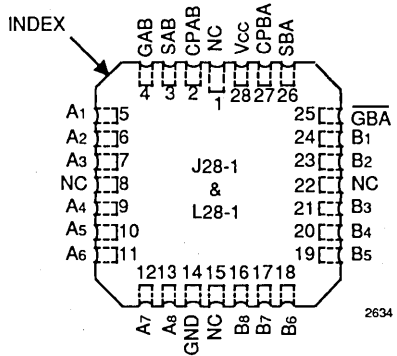 INDEX
GAB SAB CPAB NC Vcc CPBA SBA
4 3 2 1 28 27 26
A1 5 25 GBA
A2 6 24 B1
A3 7 23 B2
NC 8 22 NC
A4 9 21 B3
A5 10 20 B4
A6 11 19 B5
J28-1
&
L28-1
12 13 14 15 16 17 18
A7 A8 GND NC B8 B7 B6
2634